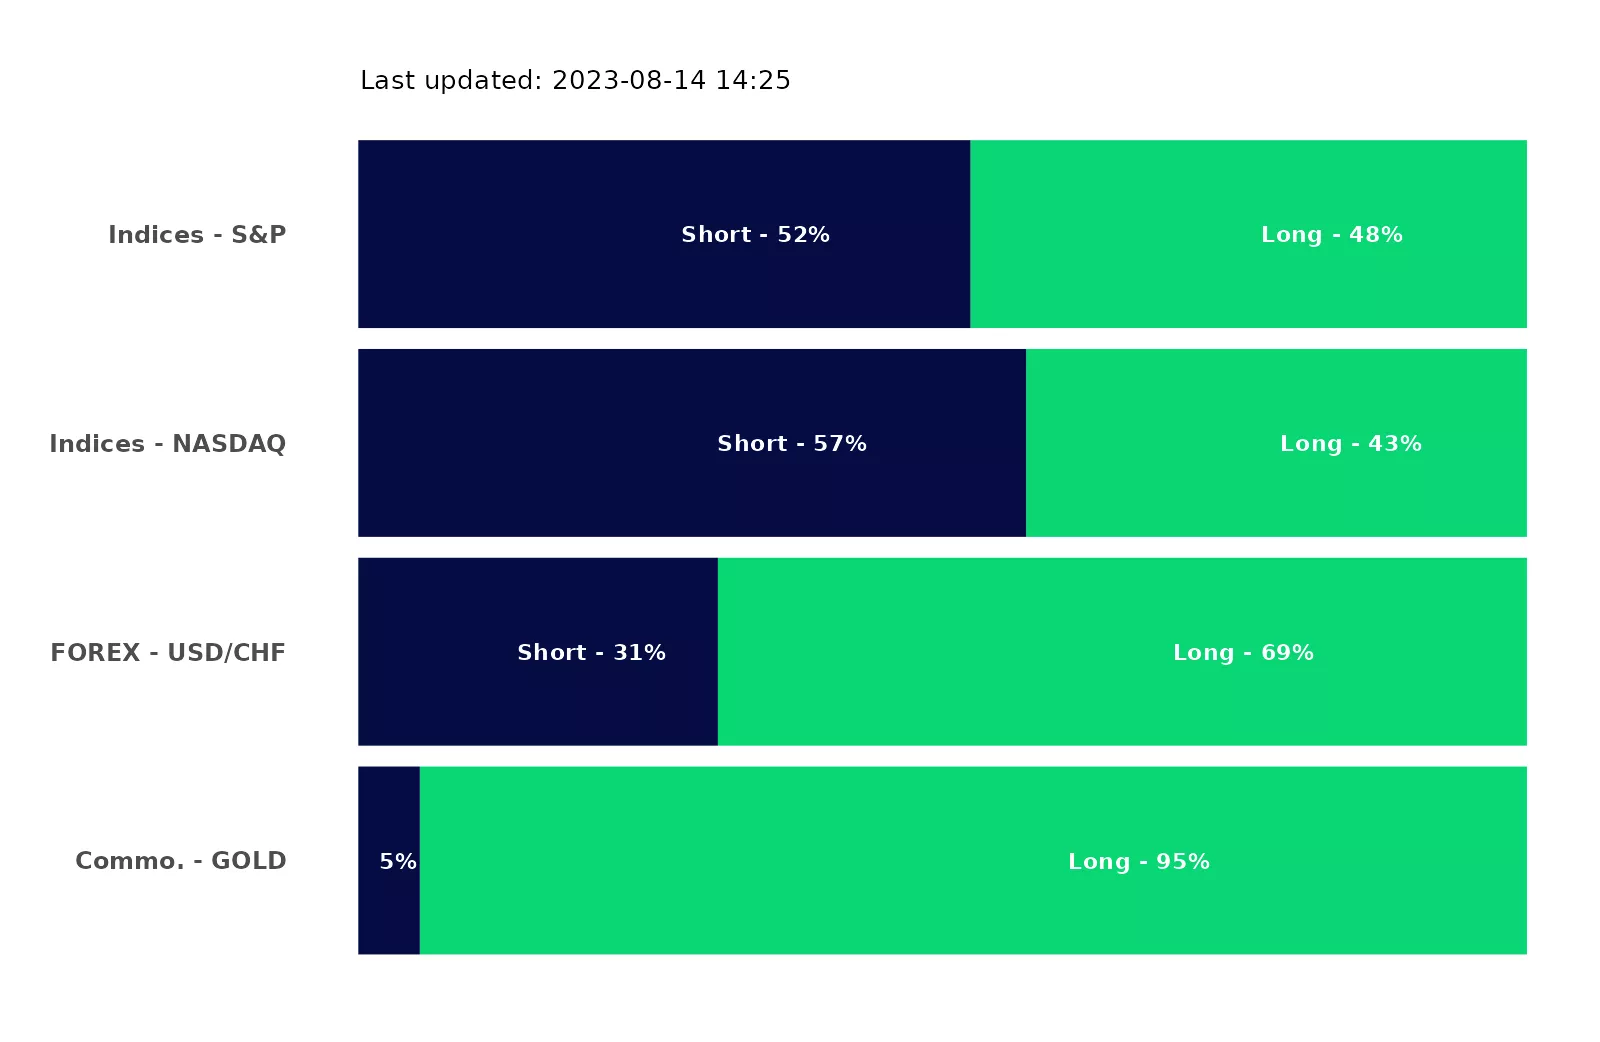 Last updated: 2023-08-14 14:25
Indices - S&P
Short - 52%
Long - 48%
Indices - NASDAQ
Short - 57%
Long - 43%
FOREX - USD/CHF
Short - 31%
Long - 69%
Commo. - GOLD
5%
Long - 95%